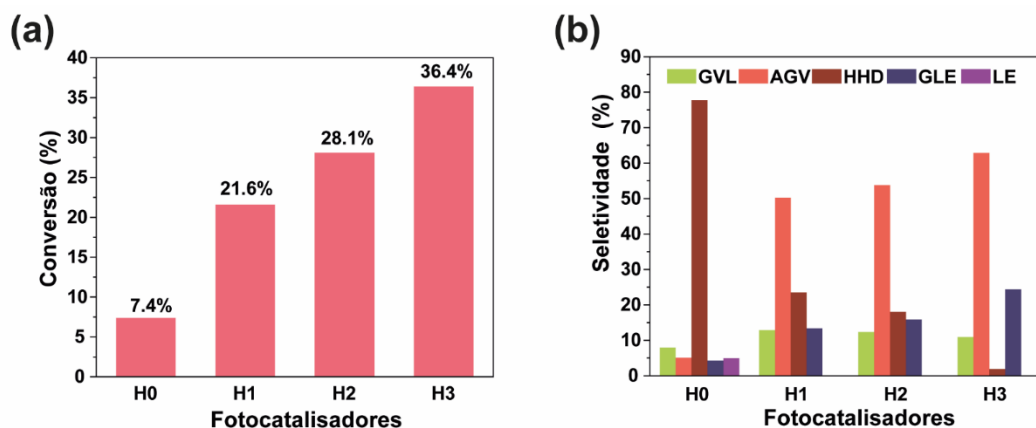 (a)
40
35
30
25
20
15
10
5
0
Conversão (%)
7.4%
21.6%
28.1%
36.4%
H0 H1 H2 H3
Fotocatalisadores
(b)
90
80
70
60
50
40
30
20
10
0
Seletividade (%)
GVL AGV HHD GLE LE
H0 H1 H2 H3
Fotocatalisadores